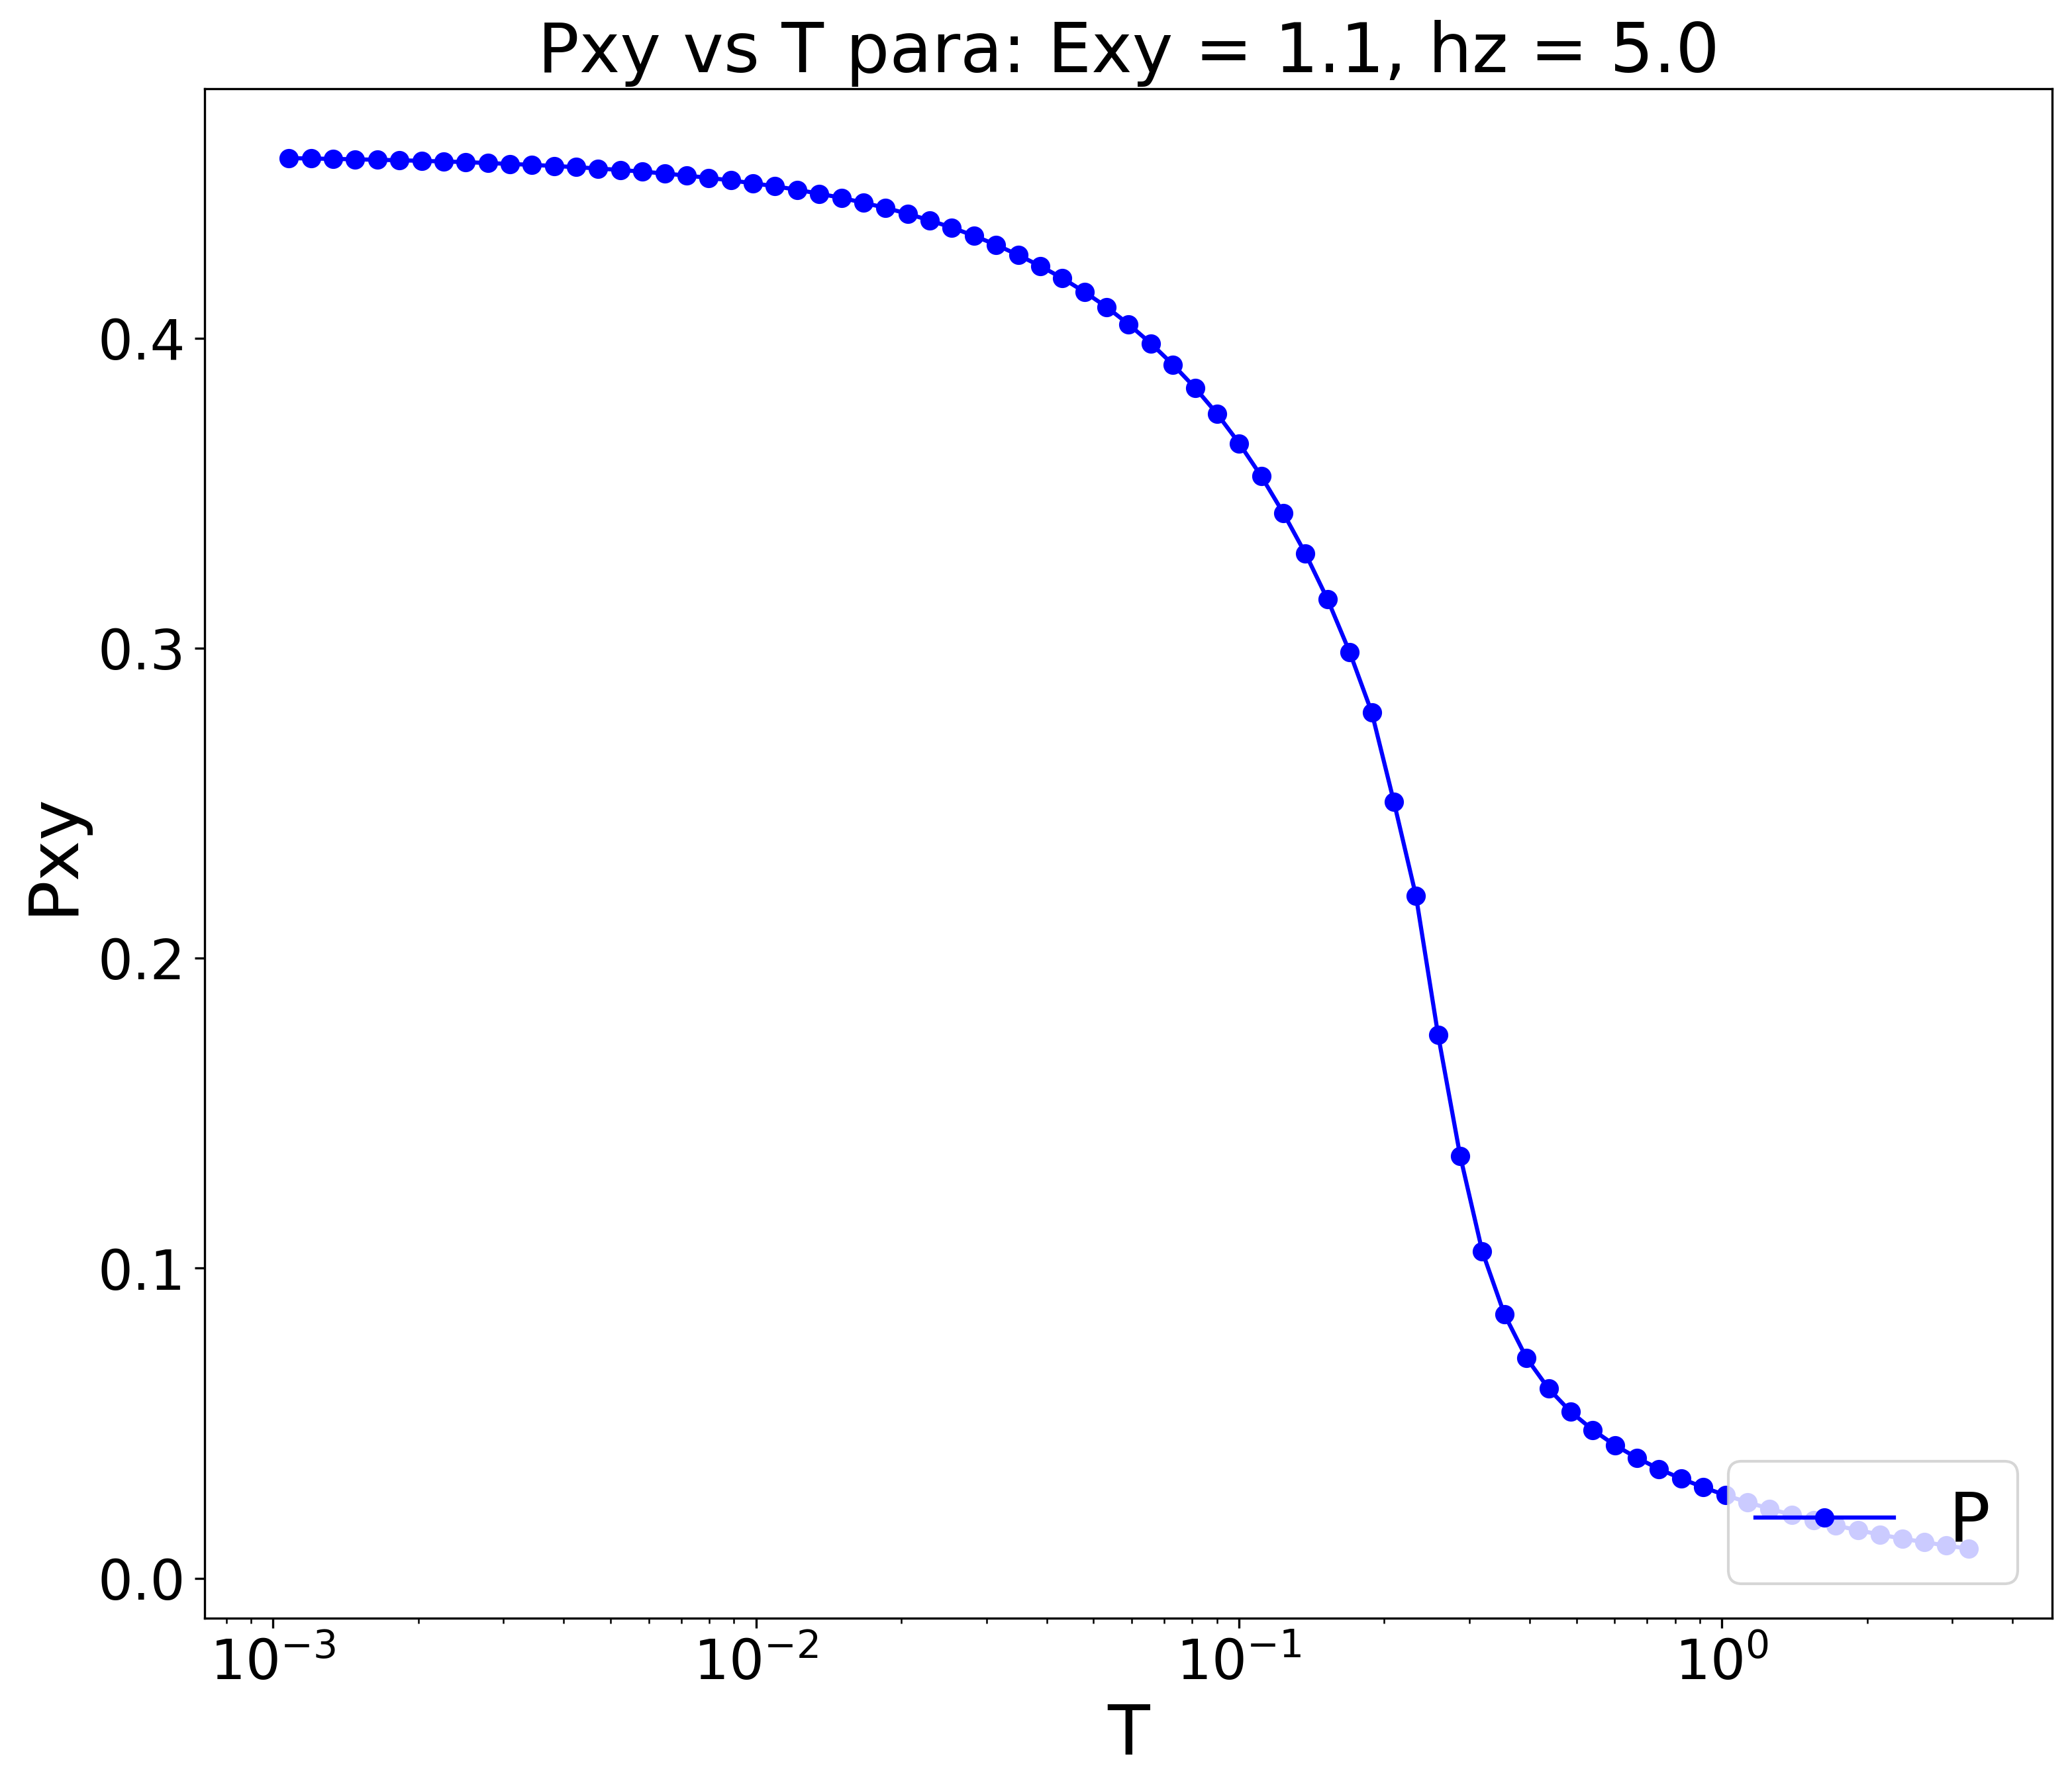 Pxy vs T para: Exy = 1.1, hz = 5.0
Pxy
0.4
0.3
0.2
0.1
0.0
10⁻³ 10⁻² 10⁻¹ 10⁰
T
P